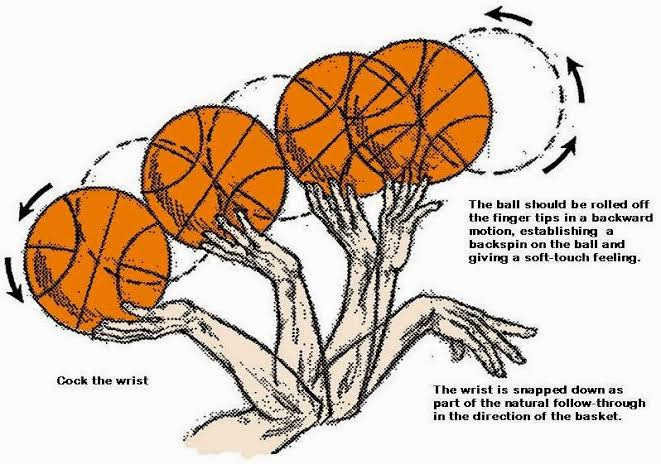 The ball should be rolled off
the finger tips in a backward
motion, establishing a
backspin on the ball and
giving a soft-touch feeling.
Cock the wrist
The wrist is snapped down as
part of the natural follow-through
in the direction of the basket.